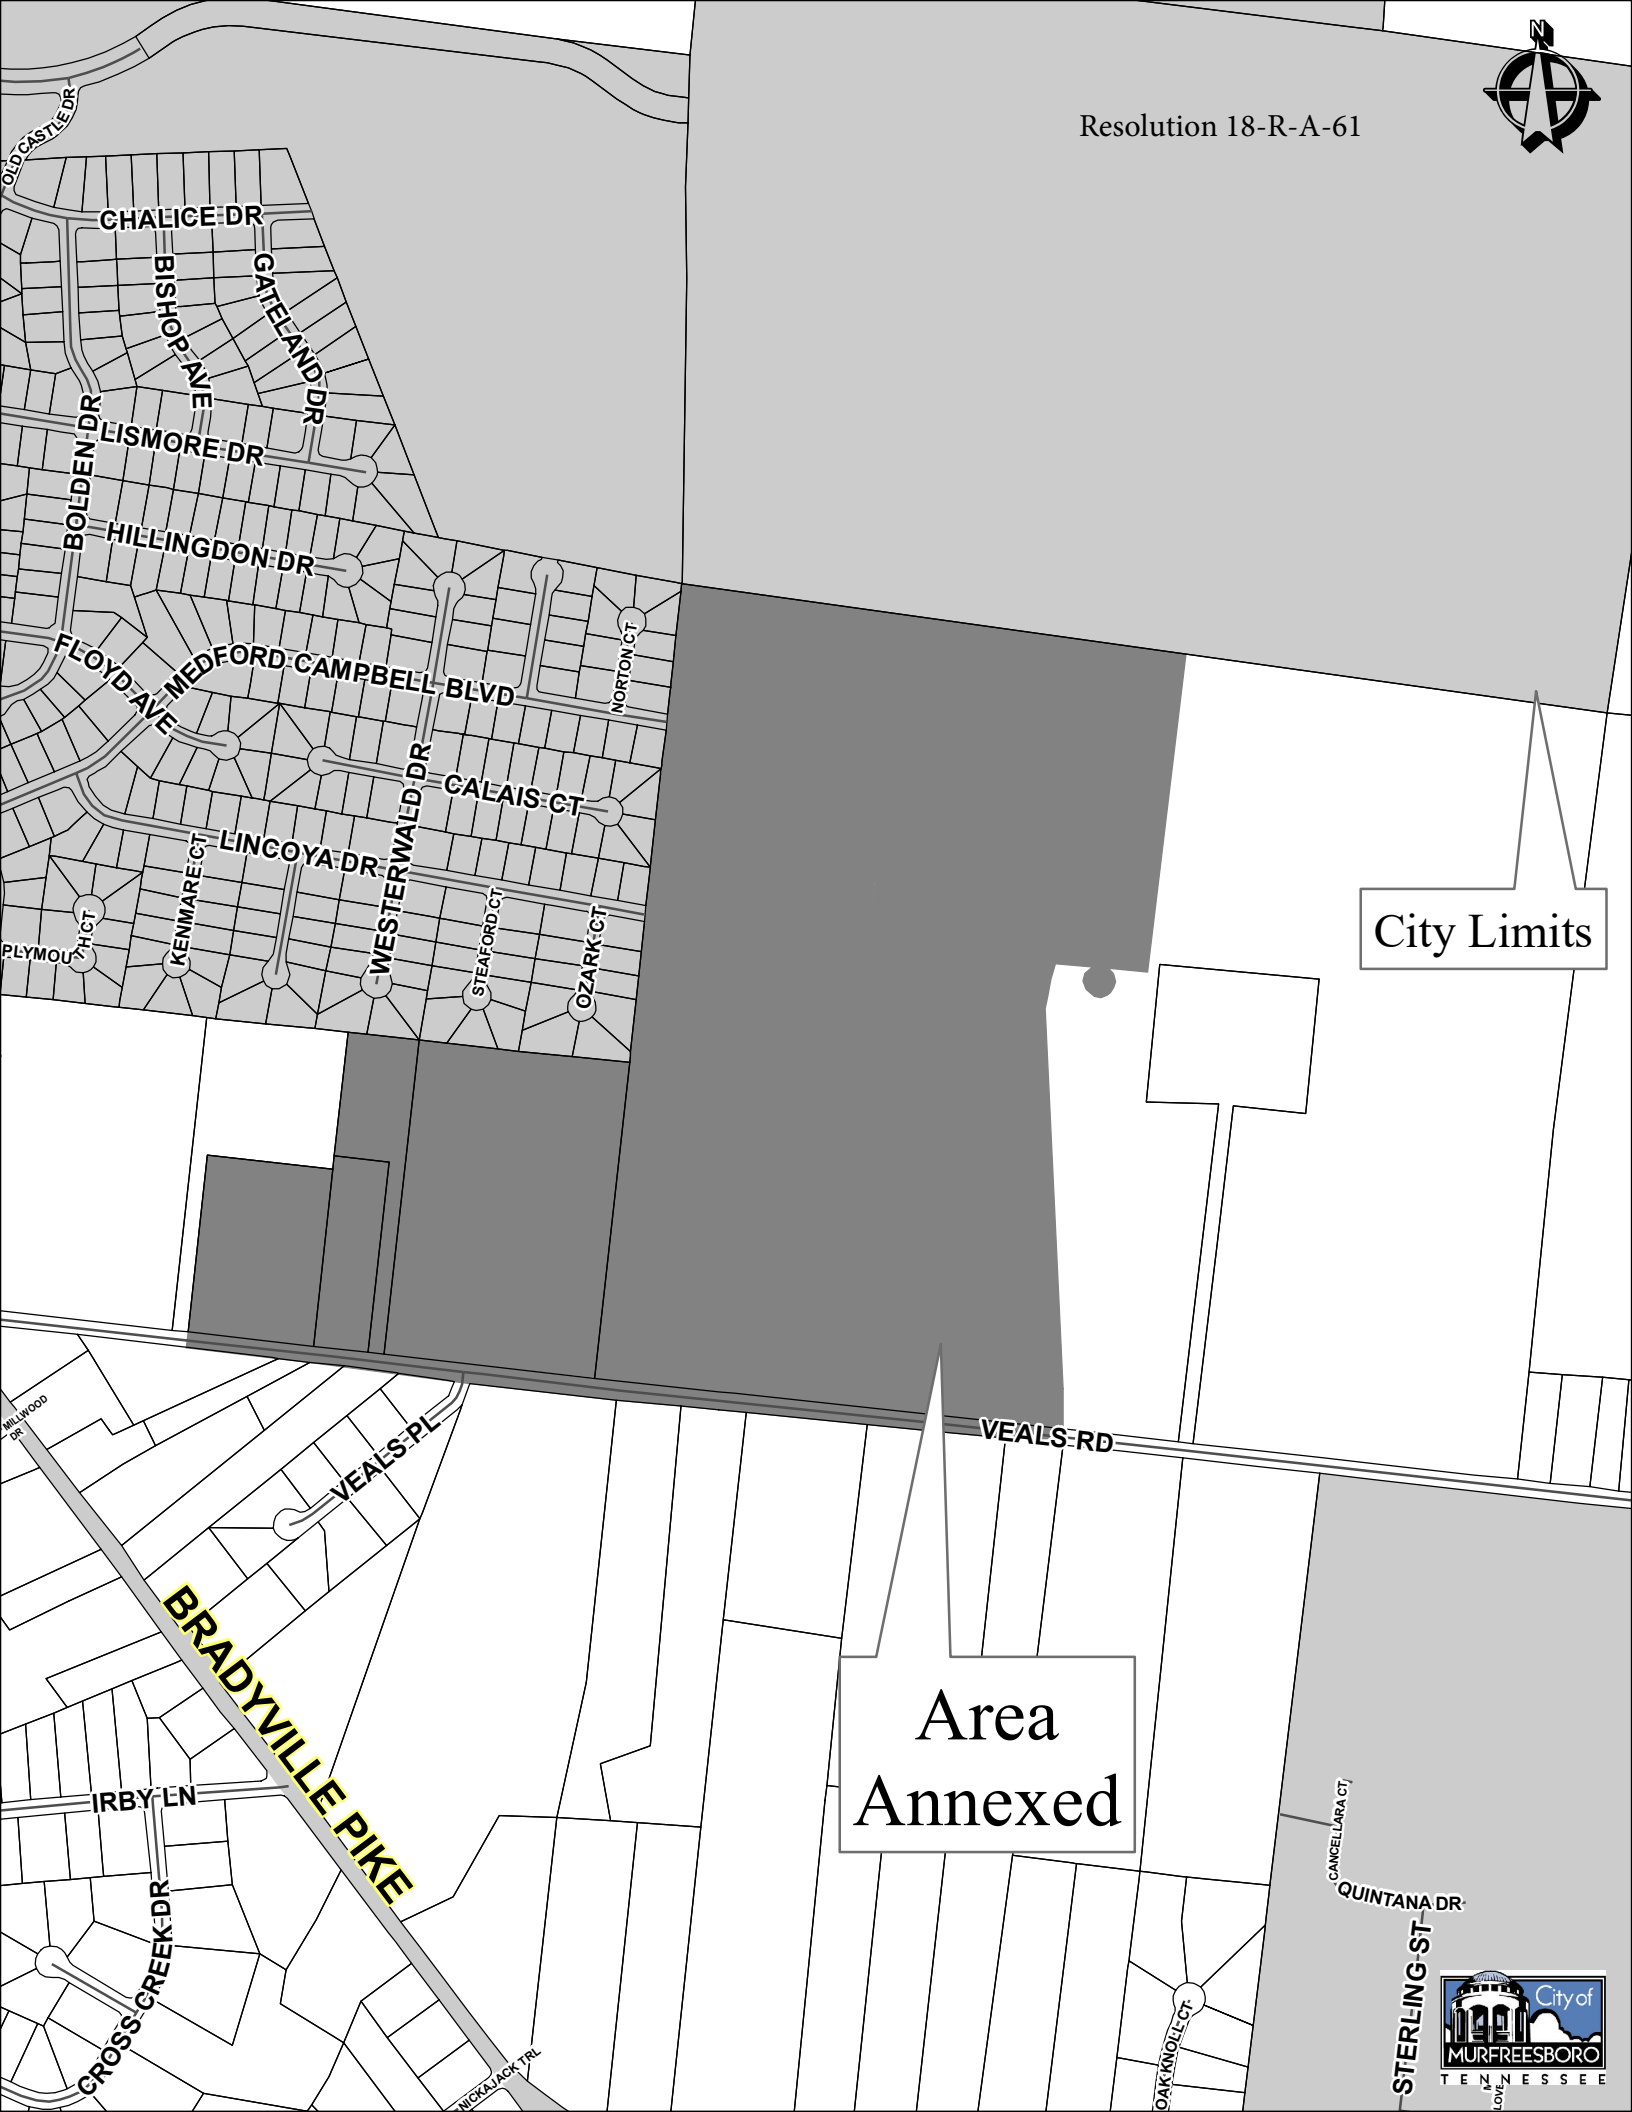 N
Resolution 18-R-A-61
OLD CASTLE DR
CHALICE DR
BISHOP AVE
GATELAND DR
BOLDEN DR
LISMORE DR
HILLINGDON DR
NORTON CT
FLOYD AVE
MEDFORD CAMPBELL BLVD
WESTERWALD DR
CALAIS CT
LINCOYA DR
KENMARE CT
STEAFORD CT
OZARK CT
PLYMOUTH CT
City Limits
MILLWOOD
DR
VEALS PL
VEALS RD
BRADYVILLE PIKE
Area
Annexed
IRBY LN
CROSS CREEK DR
CANCELLARA CT
QUINTANA DR
STERLING ST
OAK KNOLL CT
NICKAJACK TRL
City of
MURFREESBORO
TENNESSEE